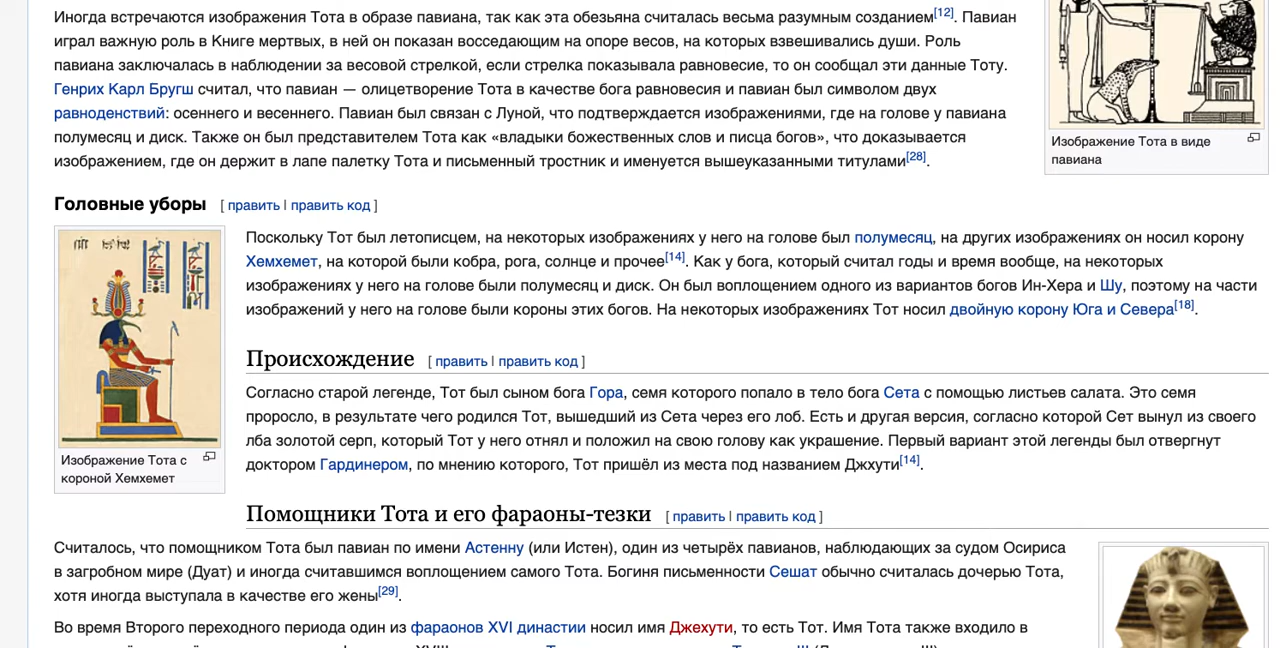 Иногда встречаются изображения Тота в образе павиана, так как эта обезьяна считалась весьма разумным созданием[12]. Павиан
играл важную роль в Книге мертвых, в ней он показан восседающим на опоре весов, на которых взвешивались души. Роль
павиана заключалась в наблюдении за весовой стрелкой, если стрелка показывала равновесие, то он сообщал эти данные Тоту.
Генрих Карл Бругш считал, что павиан — олицетворение Тота в качестве бога равновесия и павиан был символом двух
равноденствий: осеннего и весеннего. Павиан был связан с Луной, что подтверждается изображениями, где на голове у павиана
полумесяц и диск. Также он был представителем Тота как «владыки божественных слов и писца богов», что доказывается
изображением, где он держит в лапе палетку Тота и письменный тростник и именуется вышеуказанными титулами[28].
Изображение Тота в виде
павиана
Головные уборы [ править | править код ]
Поскольку Тот был летописцем, на некоторых изображениях у него на голове был полумесяц, на других изображениях он носил корону
Хемхемет, на которой были кобра, рога, солнце и прочее[14]. Как у бога, который считал годы и время вообще, на некоторых
изображениях у него на голове были полумесяц и диск. Он был воплощением одного из вариантов богов Ин-Хера и Шу, поэтому на части
изображений у него на голове были короны этих богов. На некоторых изображениях Тот носил двойную корону Юга и Севера[18].
Изображение Тота с
короной Хемхемет
Происхождение [ править | править код ]
Согласно старой легенде, Тот был сыном бога Гора, семя которого попало в тело бога Сета с помощью листьев салата. Это семя
проросло, в результате чего родился Тот, вышедший из Сета через его лоб. Есть и другая версия, согласно которой Сет вынул из своего
лба золотой серп, который Тот у него отнял и положил на свою голову как украшение. Первый вариант этой легенды был отвергнут
доктором Гардинером, по мнению которого, Тот пришёл из места под названием Джхути[14].
Помощники Тота и его фараоны-тезки [ править | править код ]
Считалось, что помощником Тота был павиан по имени Астенну (или Истен), один из четырёх павианов, наблюдающих за судом Осириса
в загробном мире (Дуат) и иногда считавшимся воплощением самого Тота. Богиня письменности Сешат обычно считалась дочерью Тота,
хотя иногда выступала в качестве его жены[29].
Во время Второго переходного периода один из фараонов XVI династии носил имя Джехути, то есть Тот. Имя Тота также входило в